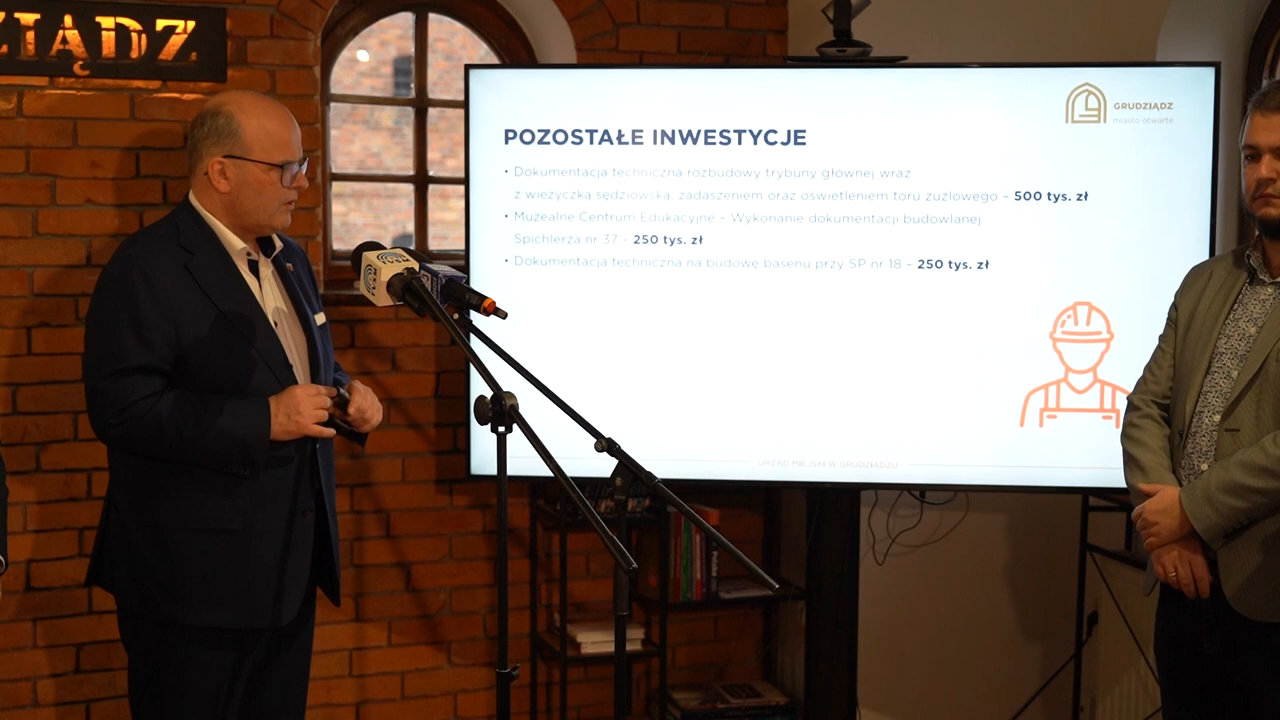 ZIĄDZ
GRUDZIĄDZ
miasto otwarte
POZOSTAŁE INWESTYCJE
• Dokumentacja techniczna rozbudowy trybuny głównej wraz
z wieżyczką sędziowską, zadaszeniem oraz oświetleniem toru żużlowego – 500 tys. zł
• Muzealne Centrum Edukacyjne – Wykonanie dokumentacji budowlanej
Spichlerza nr 37 – 250 tys. zł
• Dokumentacja techniczna na budowę basenu przy SP nr 18 – 250 tys. zł
URZĄD MIEJSKI W GRUDZIĄDZU